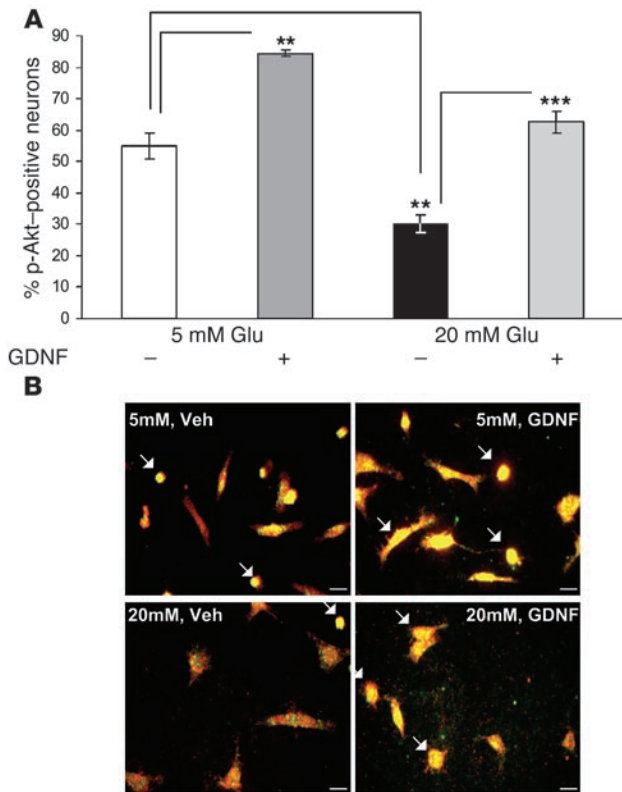 A
% p-Akt–positive neurons
90
80
70
60
50
40
30
20
10
0
**
**
***
5 mM Glu
20 mM Glu
GDNF
–
+
–
+
B
5mM, Veh
5mM, GDNF
20mM, Veh
20mM, GDNF